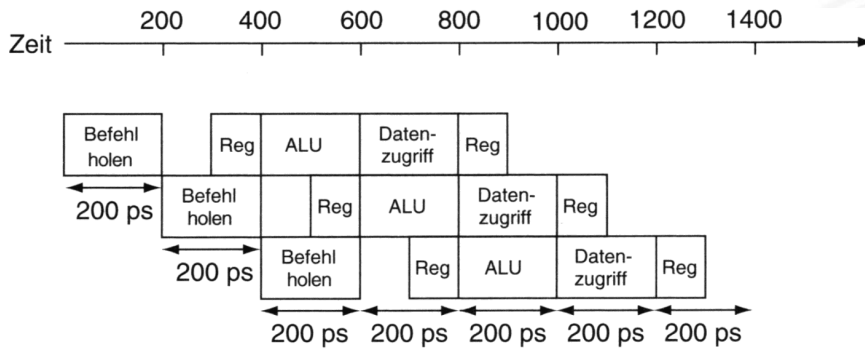 200 400 600 800 1000 1200 1400
Zeit
Befehl holen Reg ALU Daten-zugriff Reg
200 ps
Befehl holen Reg ALU Daten-zugriff Reg
200 ps
Befehl holen Reg ALU Daten-zugriff Reg
200 ps 200 ps 200 ps 200 ps 200 ps